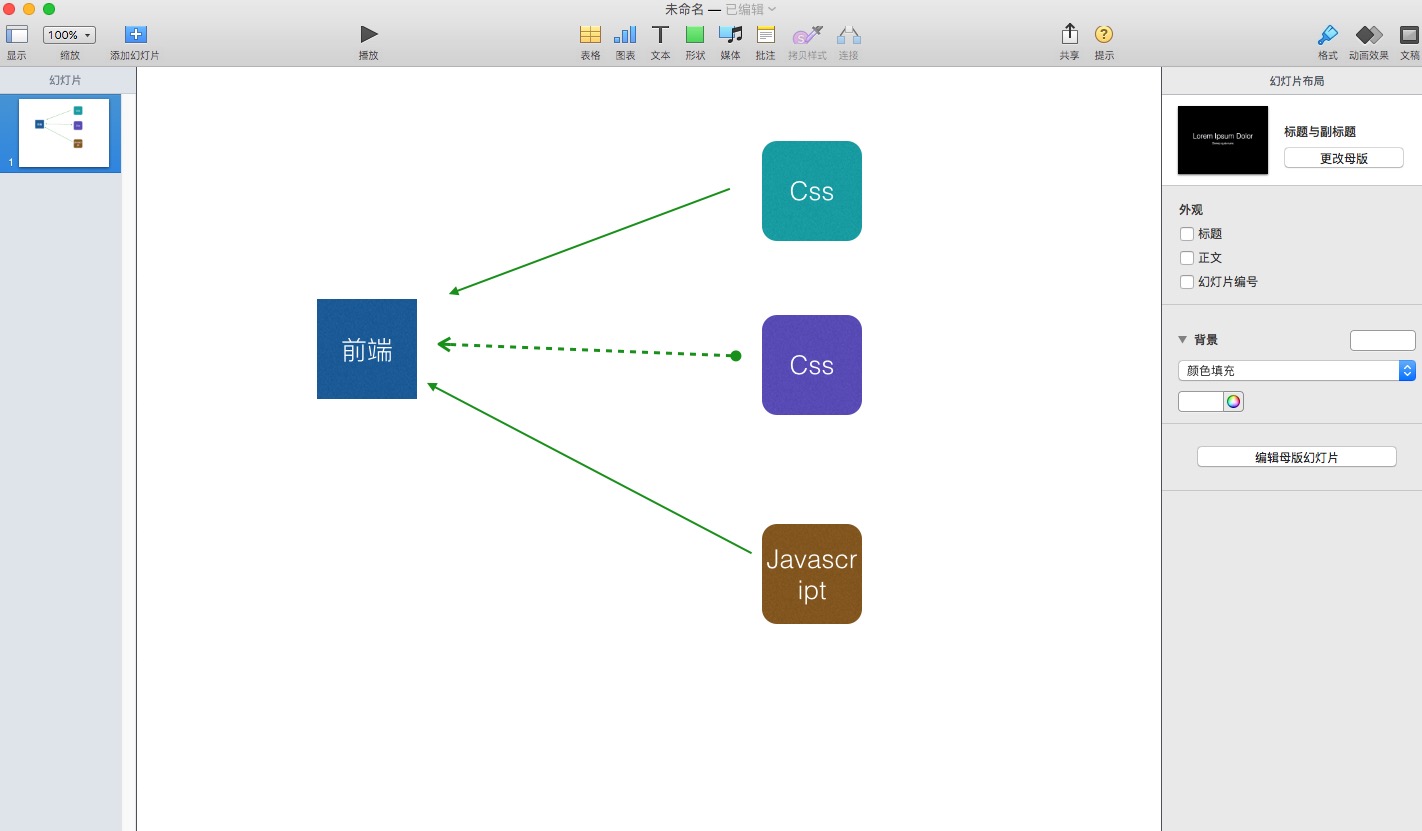 未命名 — 已编辑
100%
显示
缩放
添加幻灯片
播放
表格
图表
文本
形状
媒体
批注
拷贝样式
连接
共享
提示
格式
动画效果
文稿
幻灯片
1
Css
前端
Css
Javascr
ipt
幻灯片布局
Lorem Ipsum Dolor
标题与副标题
更改母版
外观
标题
正文
幻灯片编号
背景
颜色填充
编辑母版幻灯片